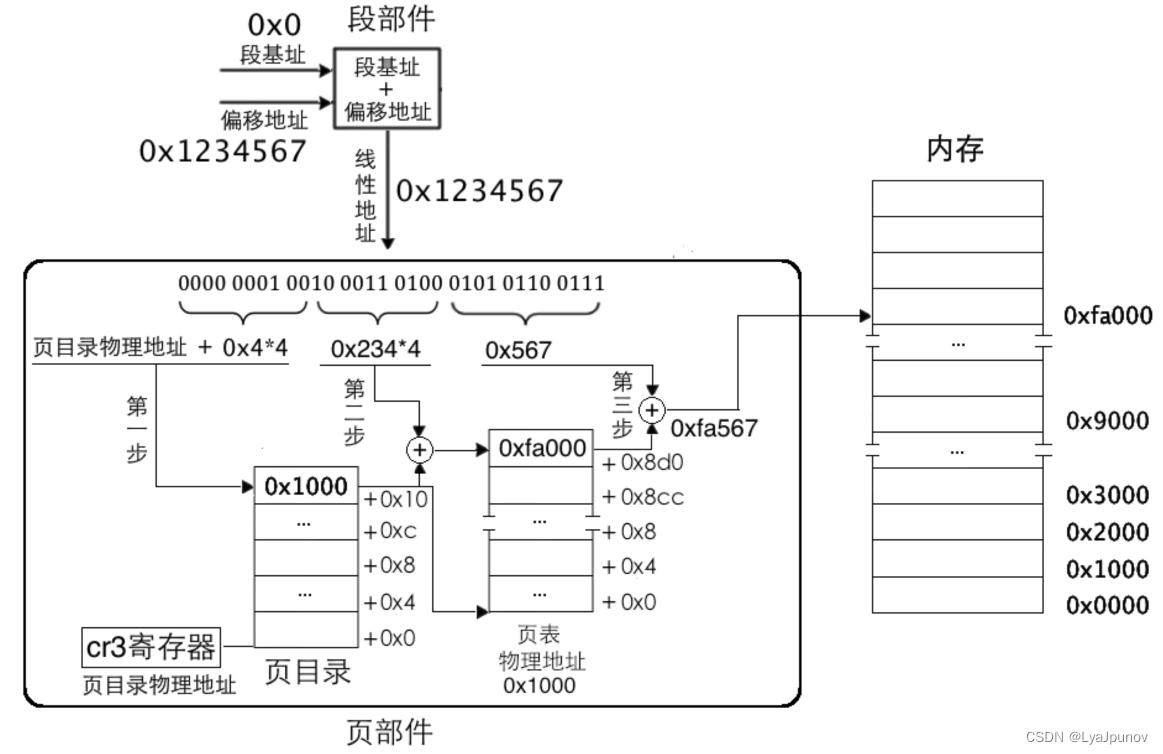 0x0
段部件
段基址
段基址
+
偏移地址
偏移地址
0x1234567
线性地址
0x1234567
内存
0000 0001 0010 0011 0100 0101 0110 0111
页目录物理地址 + 0x4*4
0x234*4
0x567
第一步
第二步
第三步
+
+
0xfa567
0xfa000
+0x8d0
+0x8cc
...
+0x8
+0x4
...
+0x0
0x1000
+0x10
...
+0xc
+0x8
...
+0x4
+0x0
cr3寄存器
页目录物理地址
页目录
页表
物理地址
0x1000
页部件
0xfa000
...
0x9000
...
0x3000
0x2000
0x1000
0x0000
CSDN @LyaJpunov